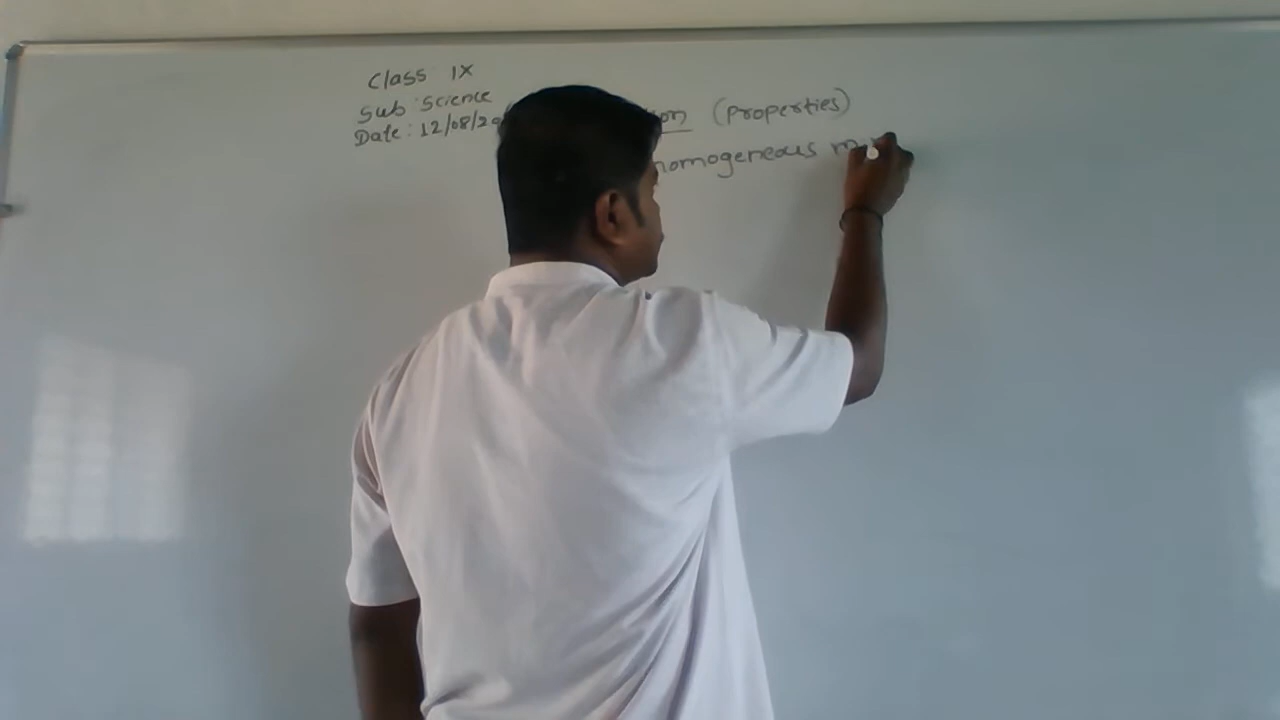 Class IX
Sub : Science
Date : 12/08/20
(Properties)
homogeneous